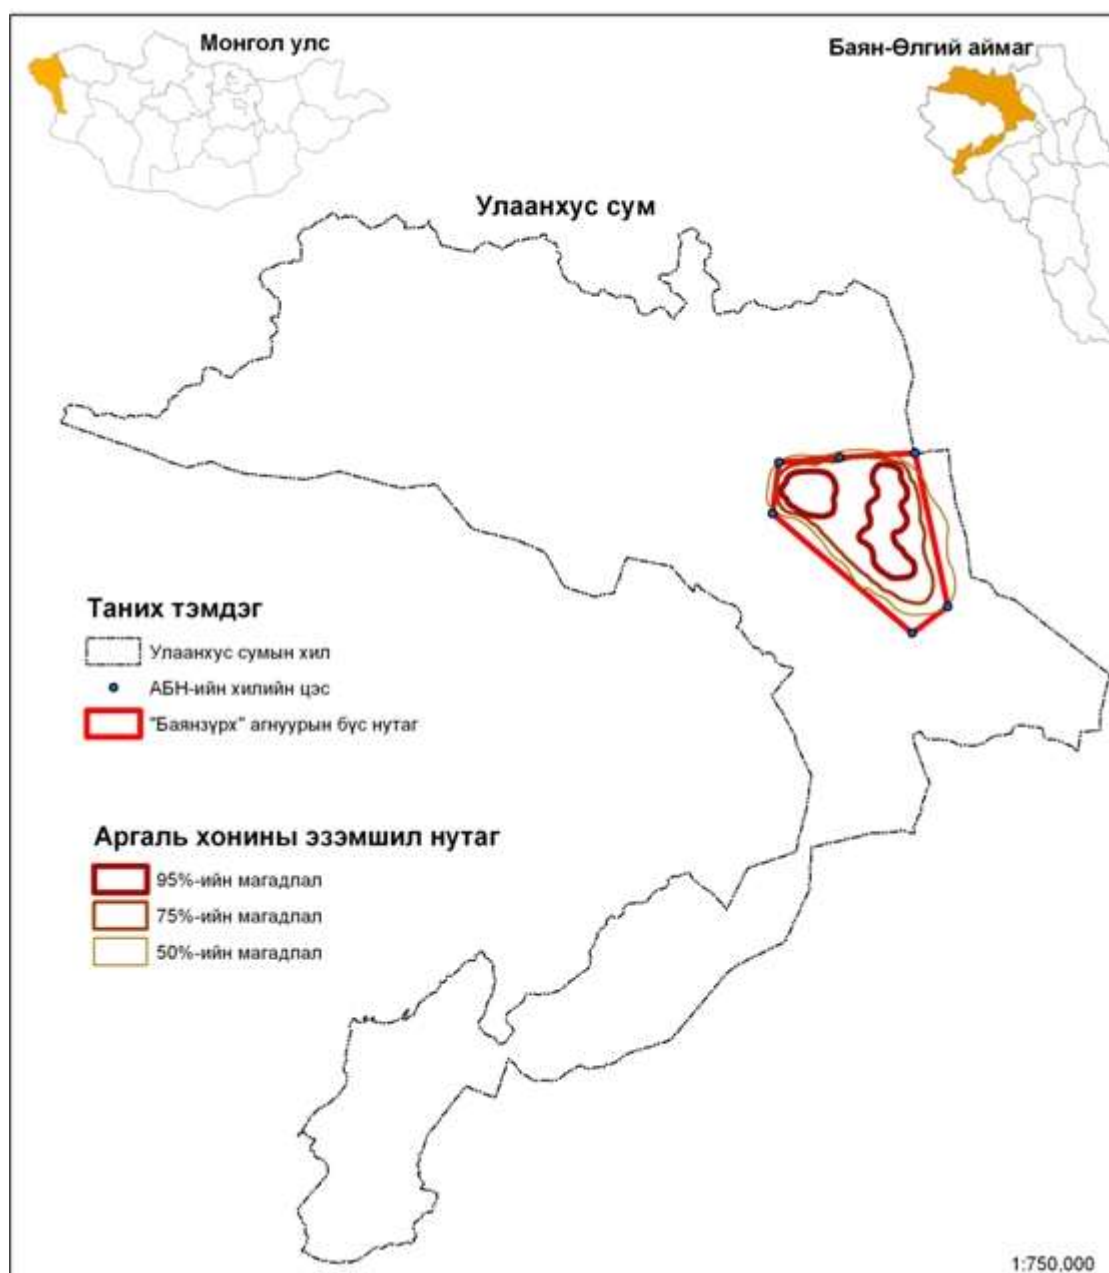 Монгол улс
Баян-Өлгий аймаг
Улаанхус сум
Таних тэмдэг
Улаанхус сумын хил
АБН-ийн хилийн цэс
"Баянзүрх" агнуурын бүс нутаг
Аргаль хонины эзэмшил нутаг
95%-ийн магадлал
75%-ийн магадлал
50%-ийн магадлал
1:750,000